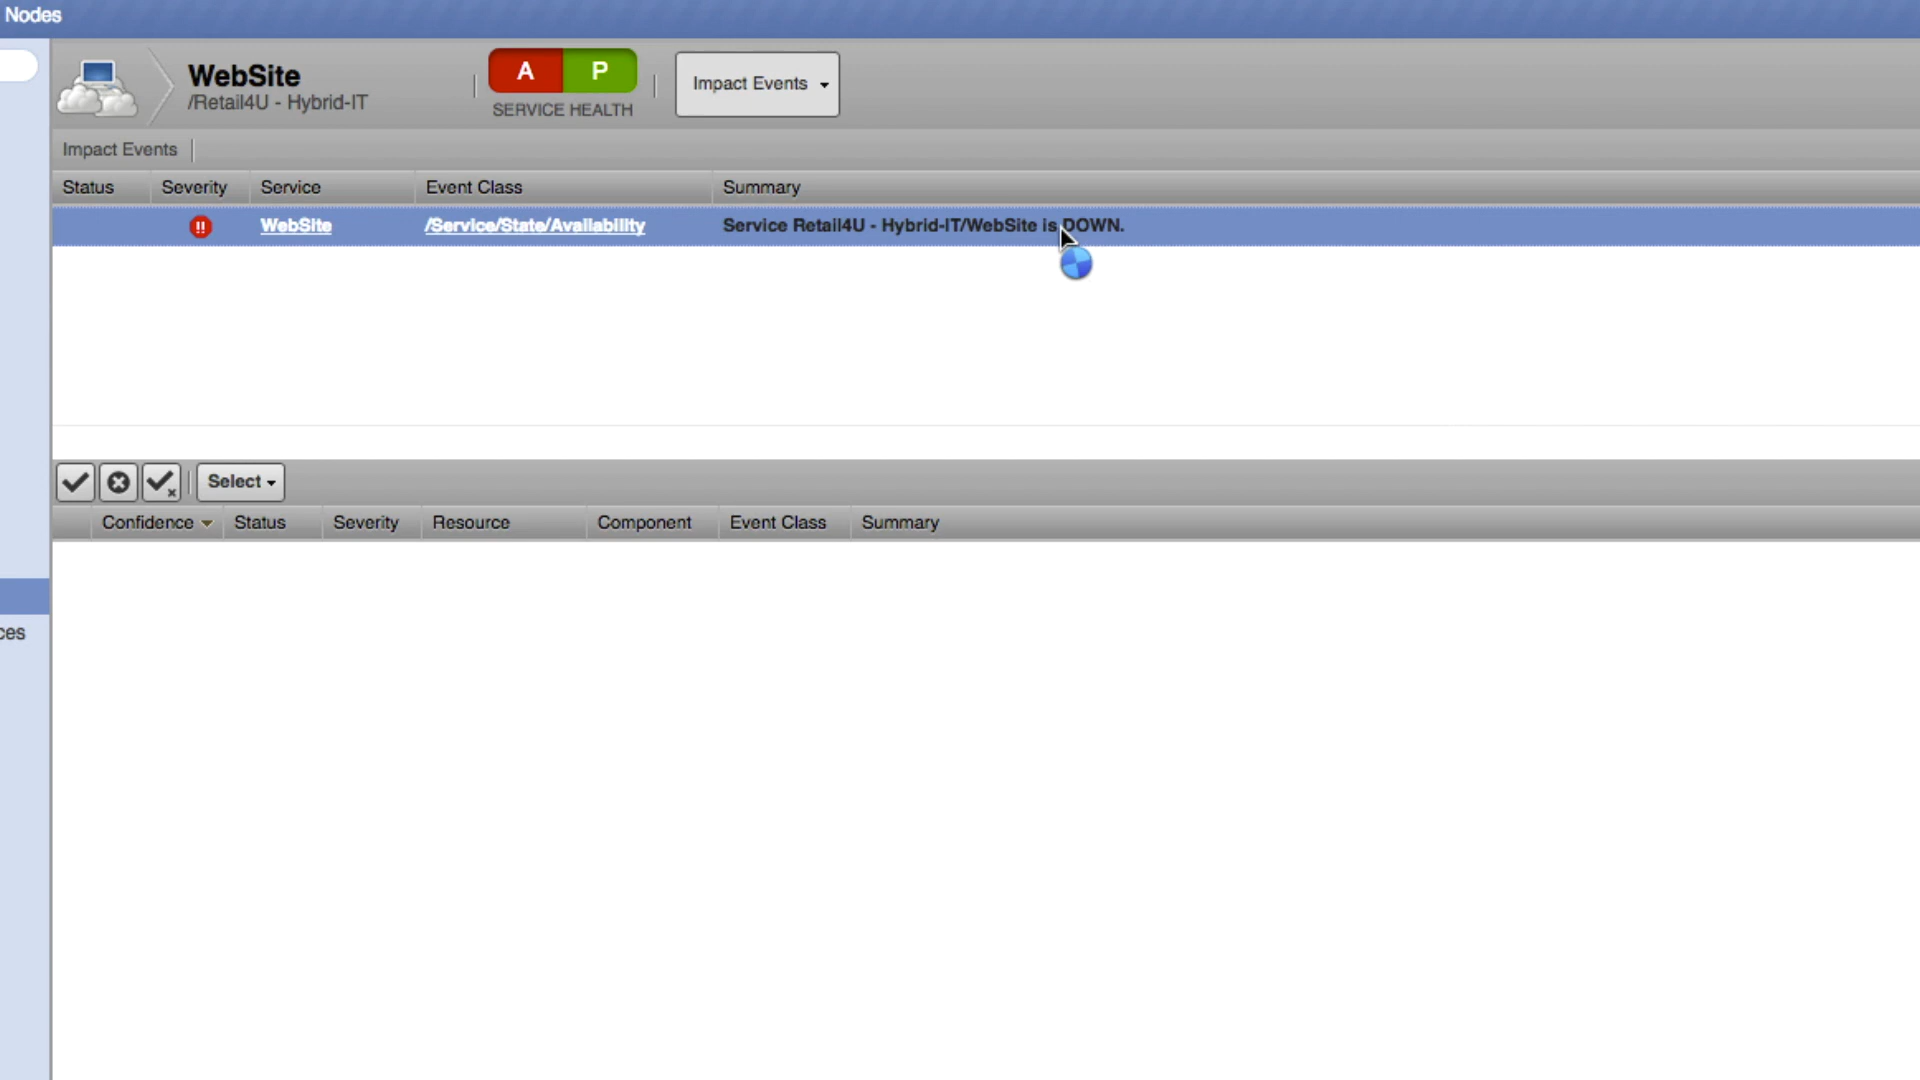 Nodes
WebSite
/Retail4U - Hybrid-IT
A P
SERVICE HEALTH
Impact Events
Impact Events
Status Severity Service Event Class Summary
!! WebSite /Service/State/Availability Service Retail4U - Hybrid-IT/WebSite is DOWN.
Select
Confidence Status Severity Resource Component Event Class Summary
ces